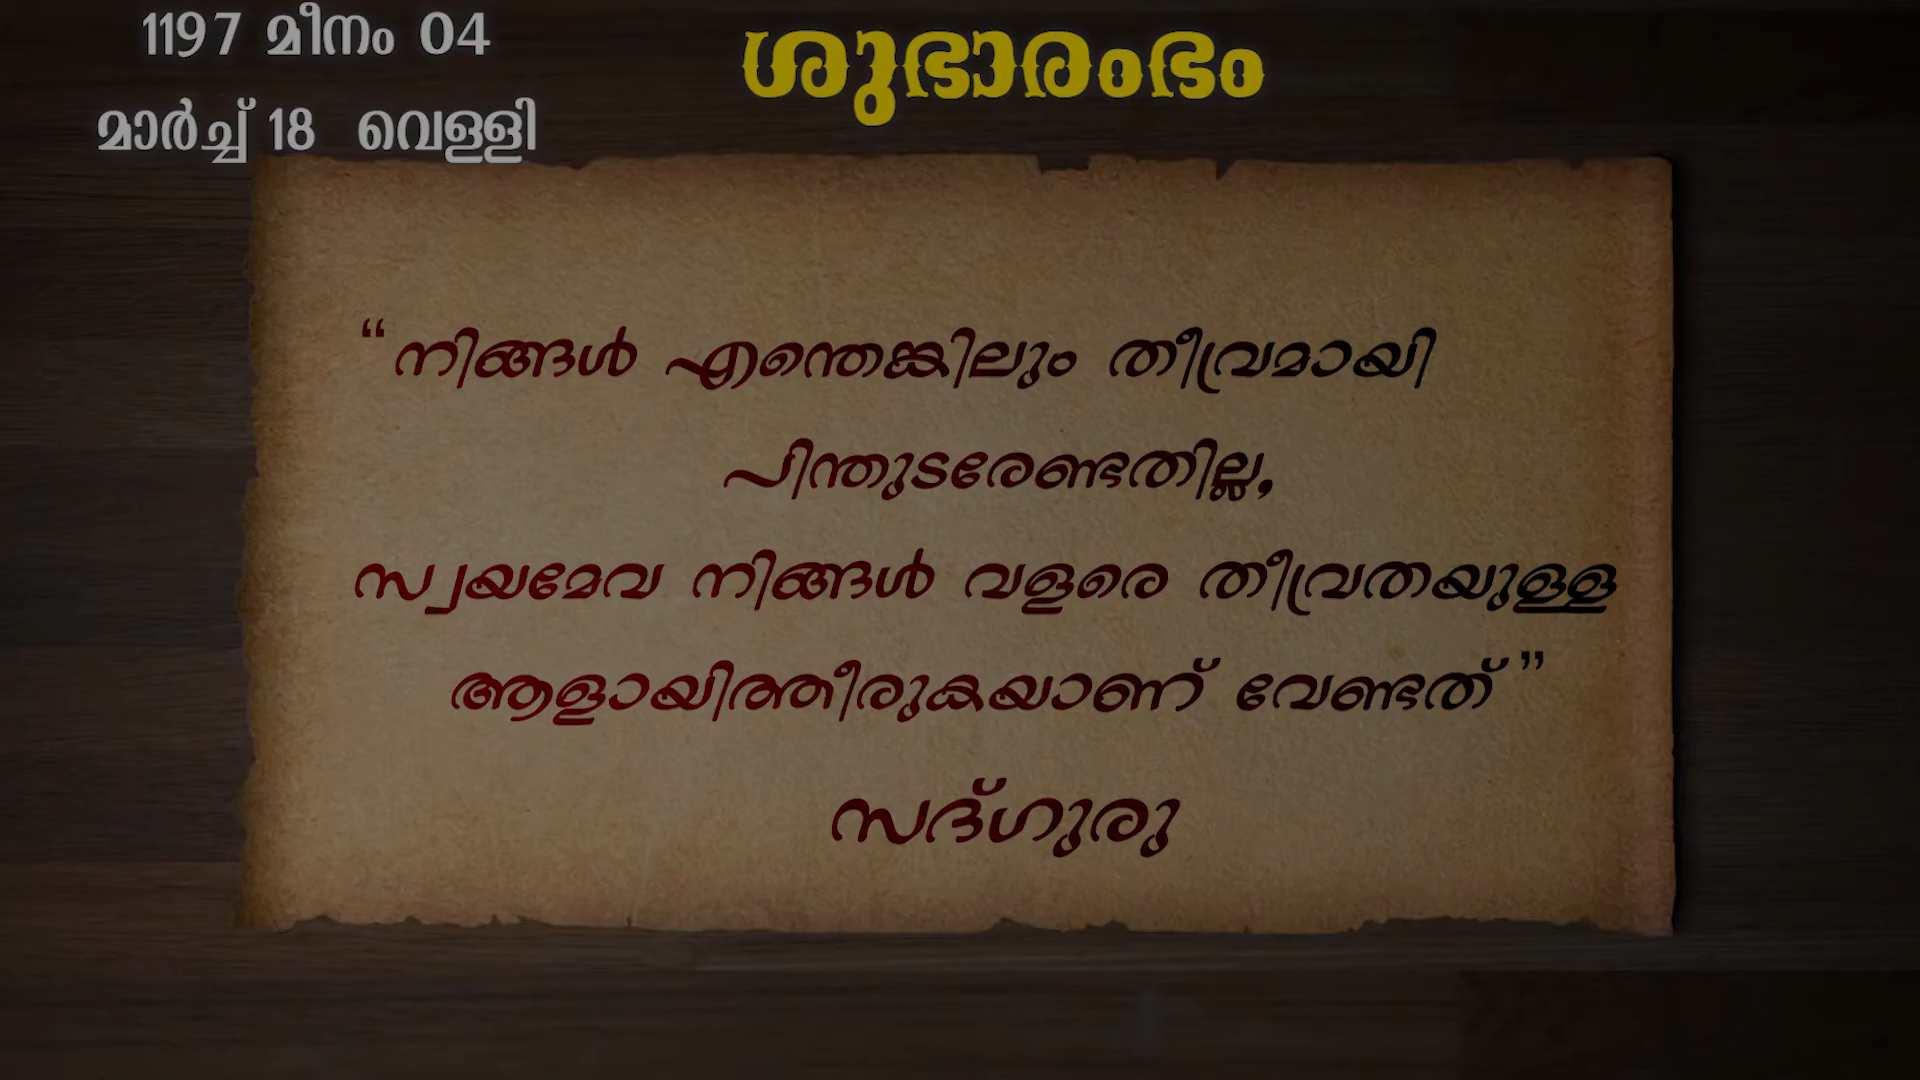 1197 മീനം 04
മാർച്ച് 18 വെള്ളി
ശുഭാരംഭം
“നിങ്ങൾ എന്തെങ്കിലും തീവ്രമായി
പിന്തുടരേണ്ടതില്ല,
സ്വയമേവ നിങ്ങൾ വളരെ തീവ്രതയുള്ള
ആളായിത്തീരുകയാണ് വേണ്ടത്”
സദ്ഗുരു